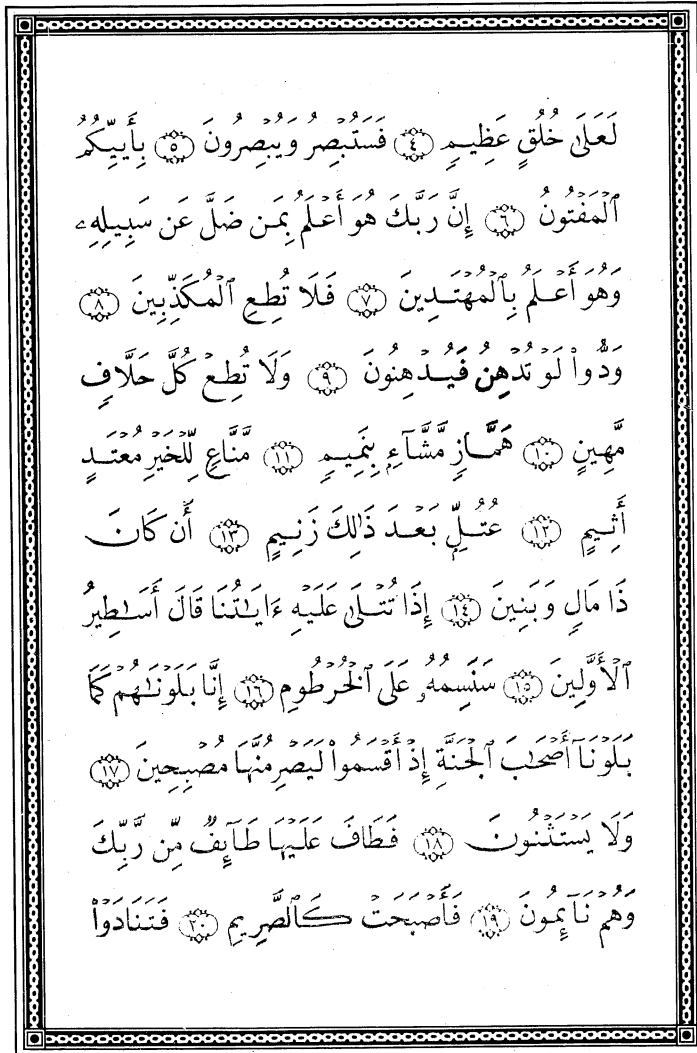 لَعَلَىٰ خُلُقٍ عَظِيمٍ ﴿٤﴾ فَسَتُبْصِرُ وَيُبْصِرُونَ ﴿٥﴾ بِأَييِّكُمُ
ٱلْمَفْتُونُ ﴿٦﴾ إِنَّ رَبَّكَ هُوَ أَعْلَمُ بِمَن ضَلَّ عَن سَبِيلِهِۦ
وَهُوَ أَعْلَمُ بِٱلْمُهْتَدِينَ ﴿٧﴾ فَلَا تُطِعِ ٱلْمُكَذِّبِينَ ﴿٨﴾
وَدُّوا۟ لَوْ تُدْهِنُ فَيُدْهِنُونَ ﴿٩﴾ وَلَا تُطِعْ كُلَّ حَلَّافٍ
مَّهِينٍ ﴿١٠﴾ هَمَّازٍ مَّشَّآءٍۭ بِنَمِيمٍ ﴿١١﴾ مَّنَّاعٍ لِّلْخَيْرِ مُعْتَدٍ
أَثِيمٍ ﴿١٢﴾ عُتُلٍّۭ بَعْدَ ذَٰلِكَ زَنِيمٍ ﴿١٣﴾ أَن كَانَ
ذَا مَالٍ وَبَنِينَ ﴿١٤﴾ إِذَا تُتْلَىٰ عَلَيْهِ ءَايَٰتُنَا قَالَ أَسَٰطِيرُ
ٱلْأَوَّلِينَ ﴿١٥﴾ سَنَسِمُهُۥ عَلَى ٱلْخُرْطُومِ ﴿١٦﴾ إِنَّا بَلَوْنَٰهُمْ كَمَا
بَلَوْنَآ أَصْحَٰبَ ٱلْجَنَّةِ إِذْ أَقْسَمُوا۟ لَيَصْرِمُنَّهَا مُصْبِحِينَ ﴿١٧﴾
وَلَا يَسْتَثْنُونَ ﴿١٨﴾ فَطَافَ عَلَيْهَا طَآئِفٌ مِّن رَّبِّكَ
وَهُمْ نَآئِمُونَ ﴿١٩﴾ فَأَصْبَحَتْ كَٱلصَّرِيمِ ﴿٢٠﴾ فَتَنَادَوْا۟